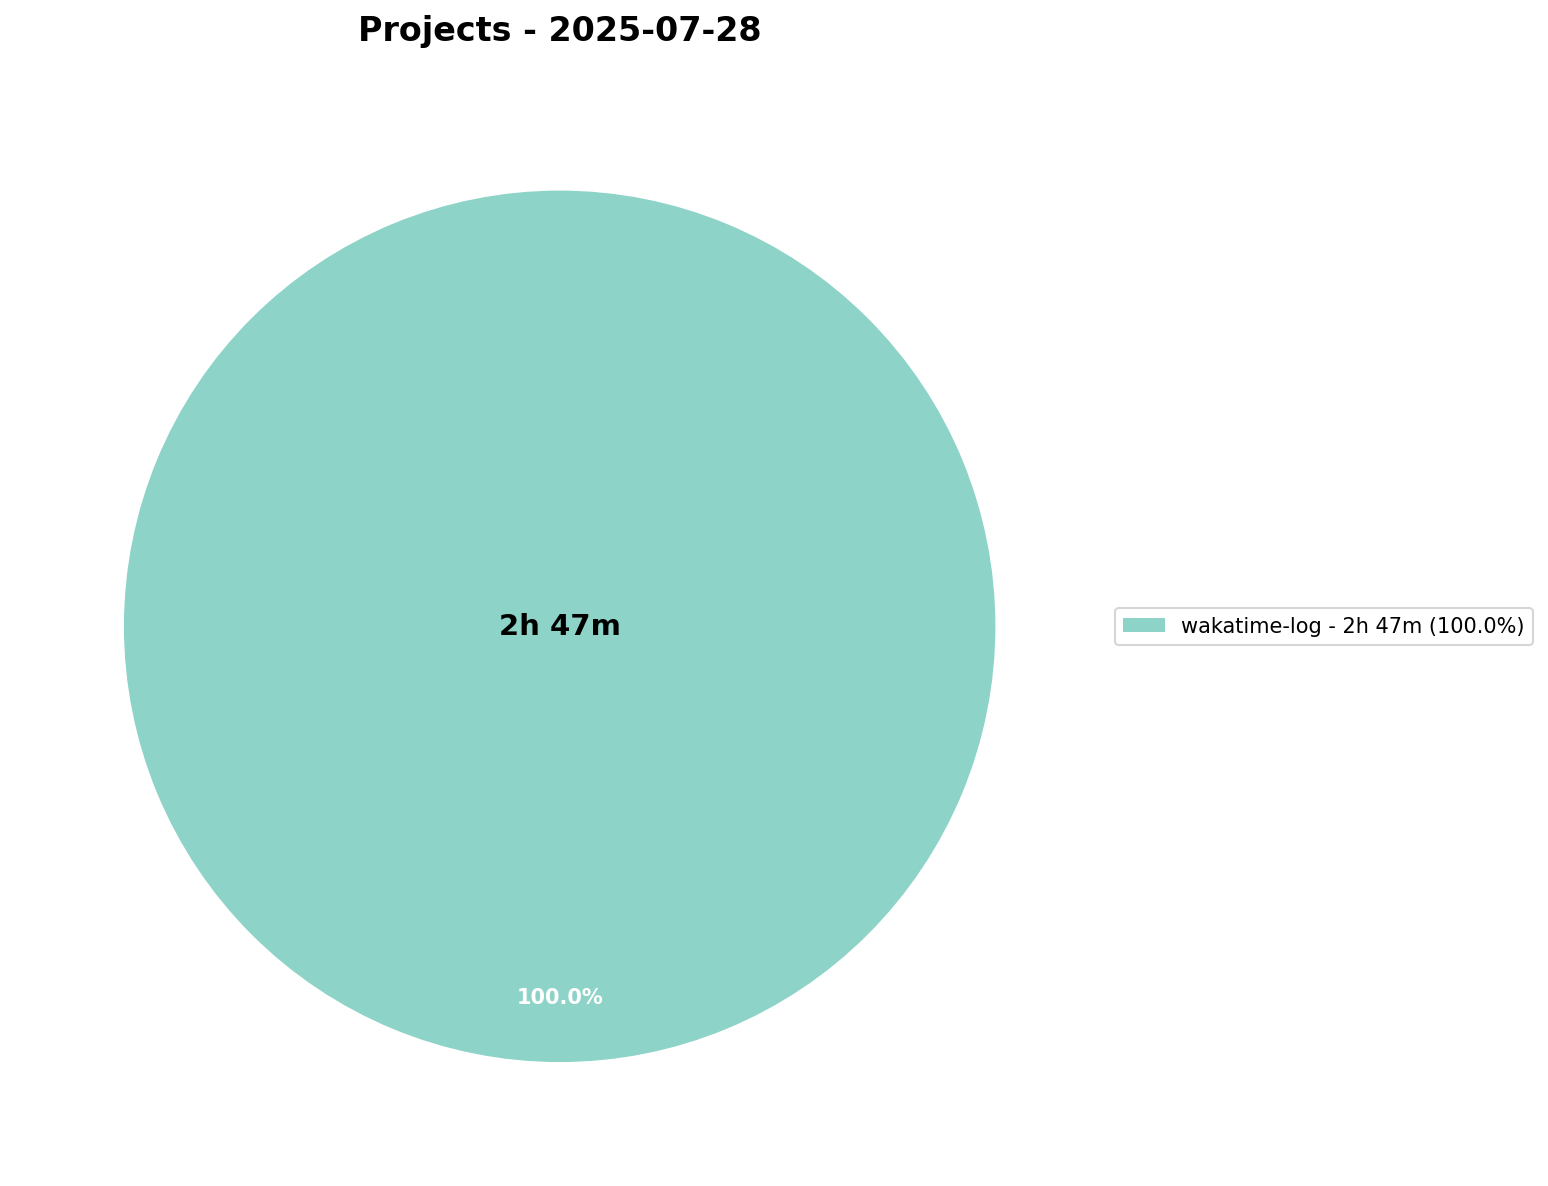 Projects - 2025-07-28
2h 47m
wakatime-log - 2h 47m (100.0%)
100.0%